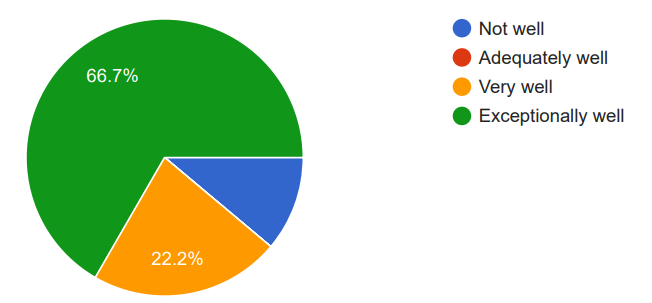 66.7%
22.2%
Not well
Adequately well
Very well
Exceptionally well